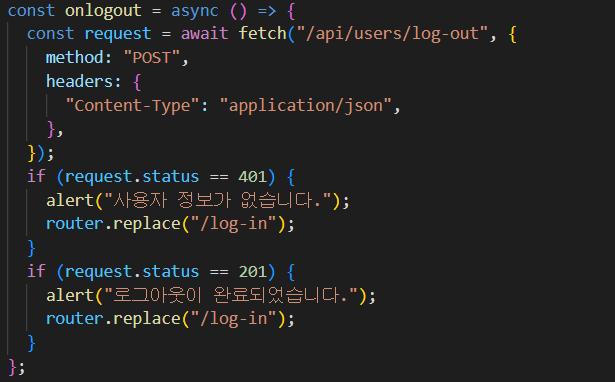 const onlogout = async () => {
  const request = await fetch("/api/users/log-out", {
    method: "POST",
    headers: {
      "Content-Type": "application/json",
    },
  });
  if (request.status == 401) {
    alert("사용자 정보가 없습니다.");
    router.replace("/log-in");
  }
  if (request.status == 201) {
    alert("로그아웃이 완료되었습니다.");
    router.replace("/log-in");
  }
};